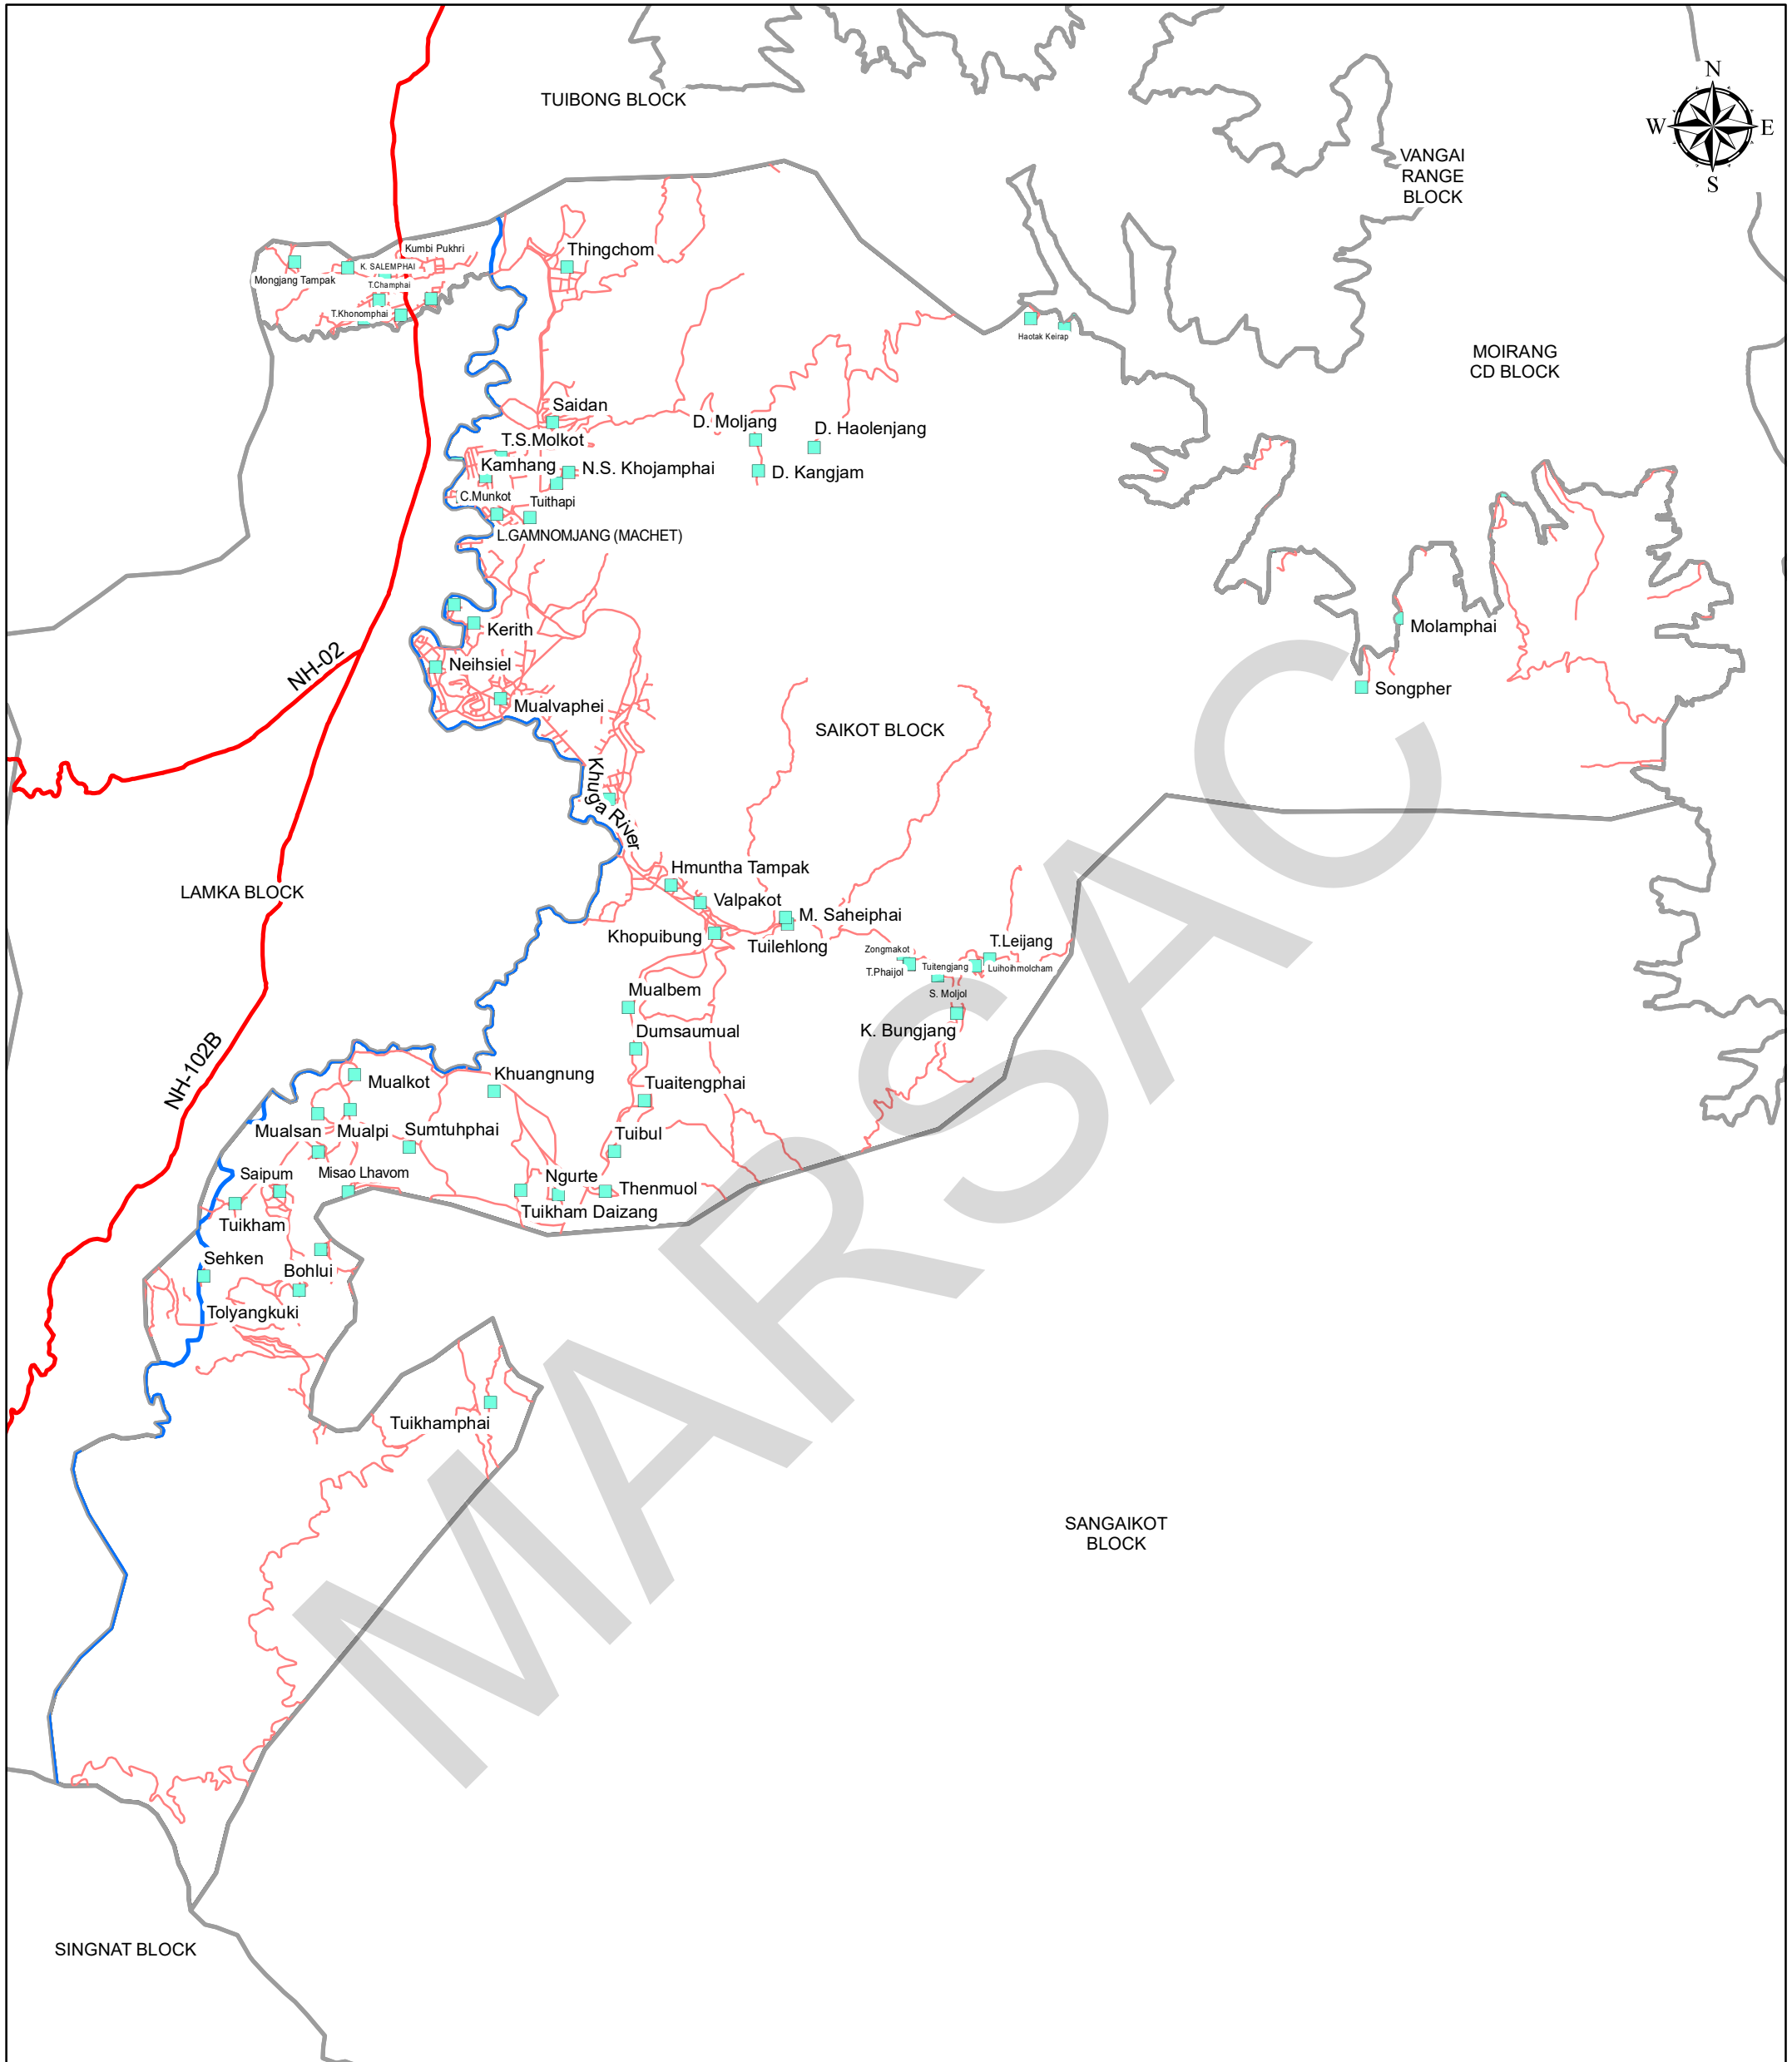 TUIBONG BLOCK
N
W
E
S
VANGAI
RANGE
BLOCK
Kumbi Pukhri
Thingchom
K. SALEMPHAI
Mongjang Tampak
T.Champhai
T.Khonomphai
Haotak Keirap
MOIRANG
CD BLOCK
Saidan
D. Moljang
D. Haolenjang
T.S.Molkot
Kamhang
N.S. Khojamphai
D. Kangjam
C.Munkot
Tuithapi
L.GAMNOMJANG (MACHET)
Kerith
Molamphai
NH-02
Neihsiel
Songpher
Mualvaphei
SAIKOT BLOCK
Khuga River
Hmuntha Tampak
LAMKA BLOCK
Valpakot
M. Saheiphai
Khopuibung
Tuilehlong
T.Leijang
Zongmakot
Tuitengjang
Luihoihmolcham
T.Phaijol
S. Moljol
Mualbem
K. Bungjang
Dumsaumual
NH-102B
Mualkot
Khuangnung
Tuaitengphai
Mualsan
Mualpi
Sumtuhphai
Tuibul
Saipum
Misao Lhavom
Ngurte
Thenmuol
Tuikham
Tuikham Daizang
Sehken
Bohlui
Tolyangkuki
Tuikhamphai
SANGAIKOT
BLOCK
MARSAC
SINGNAT BLOCK